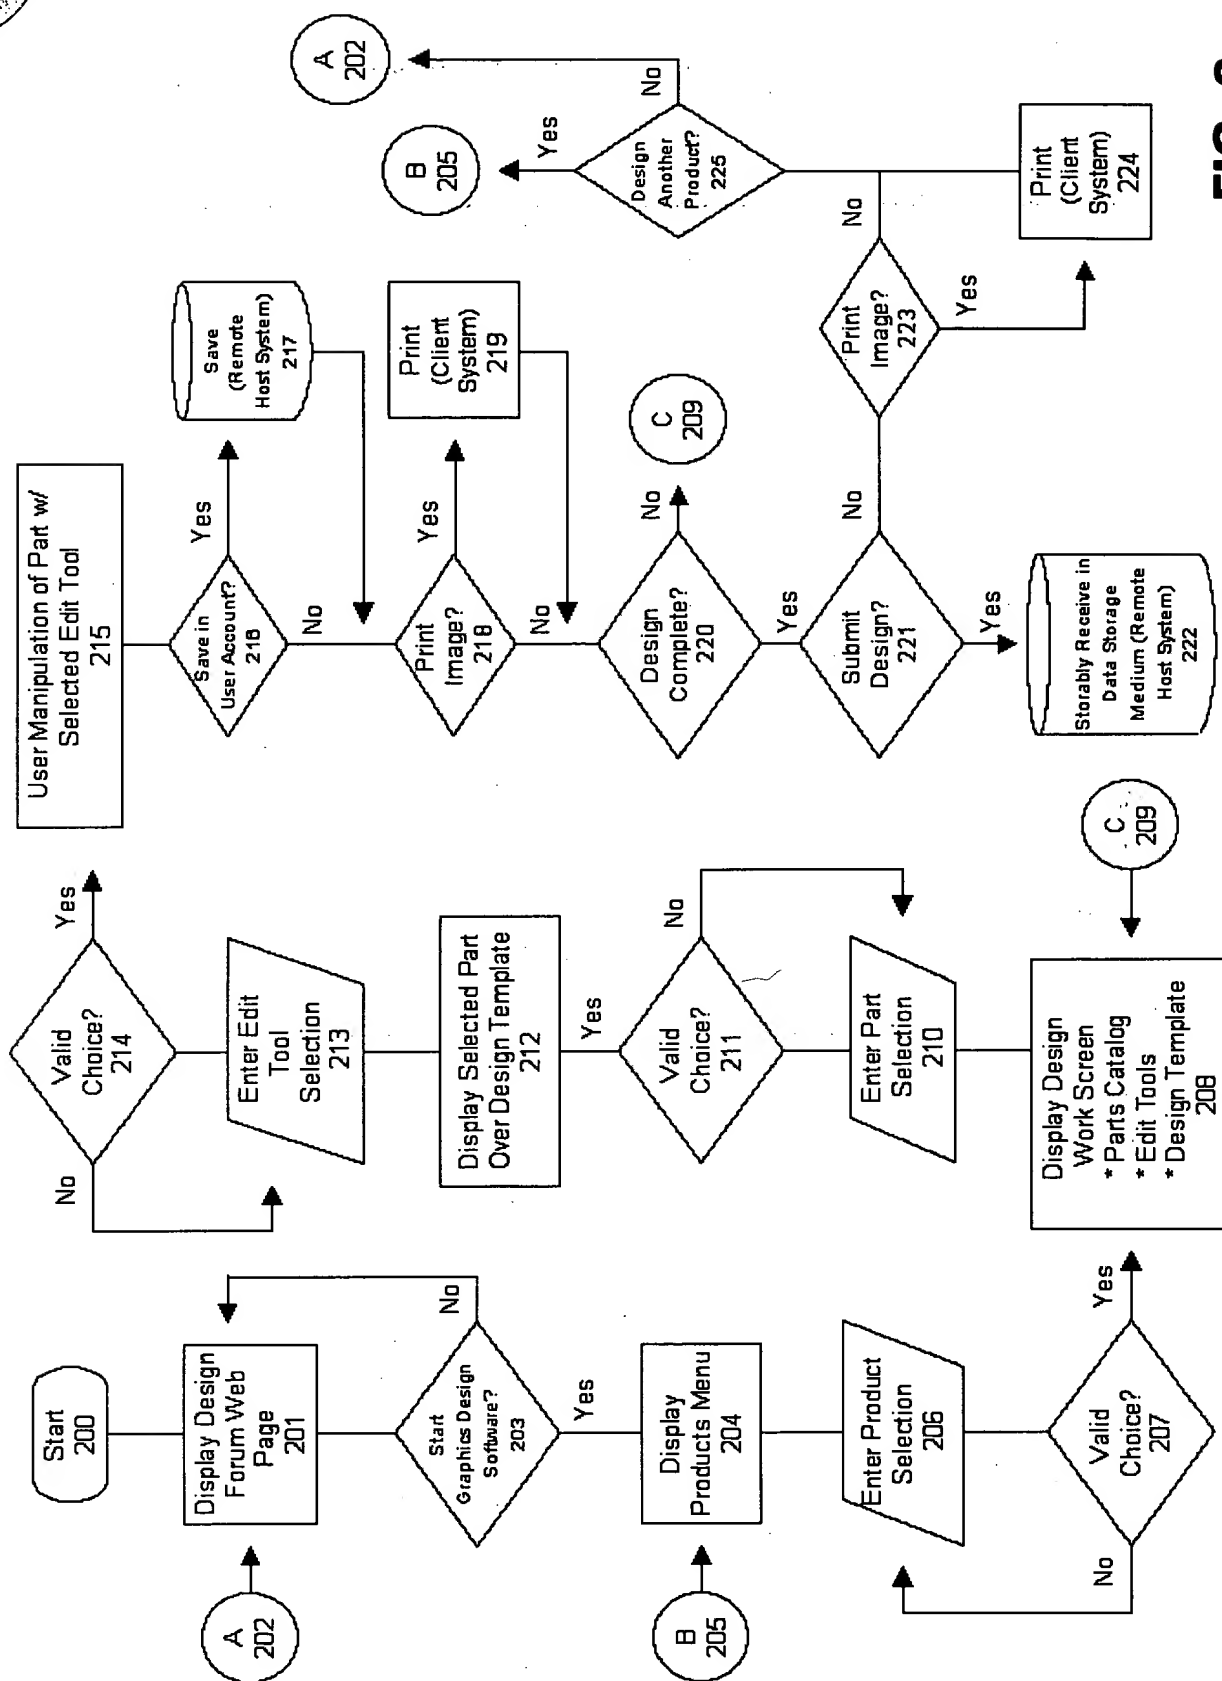 Start
200
Display Design
Forum Web
Page
201
A
202
Start
Graphics Design
Software?
203
No
Yes
Display
Products Menu
204
B
205
Enter Product
Selection
206
Valid
Choice?
207
No
Yes
Display Design
Work Screen
* Parts Catalog
* Edit Tools
* Design Template
208
C
209
Enter Part
Selection
210
Valid
Choice?
211
No
Yes
Display Selected Part
Over Design Template
212
Enter Edit
Tool
Selection
213
Valid
Choice?
214
No
Yes
User Manipulation of Part w/
Selected Edit Tool
215
Save in
User Account?
216
Yes
No
Save
(Remote
Host System)
217
Print
Image?
218
Yes
No
Print
(Client
System)
219
Design
Complete?
220
No
Yes
C
209
Submit
Design?
221
No
Yes
Storably Receive in
Data Storage
Medium (Remote
Host System)
222
Print
Image?
223
No
Yes
Print
(Client
System)
224
Design
Another
Product?
225
Yes
No
B
205
A
202